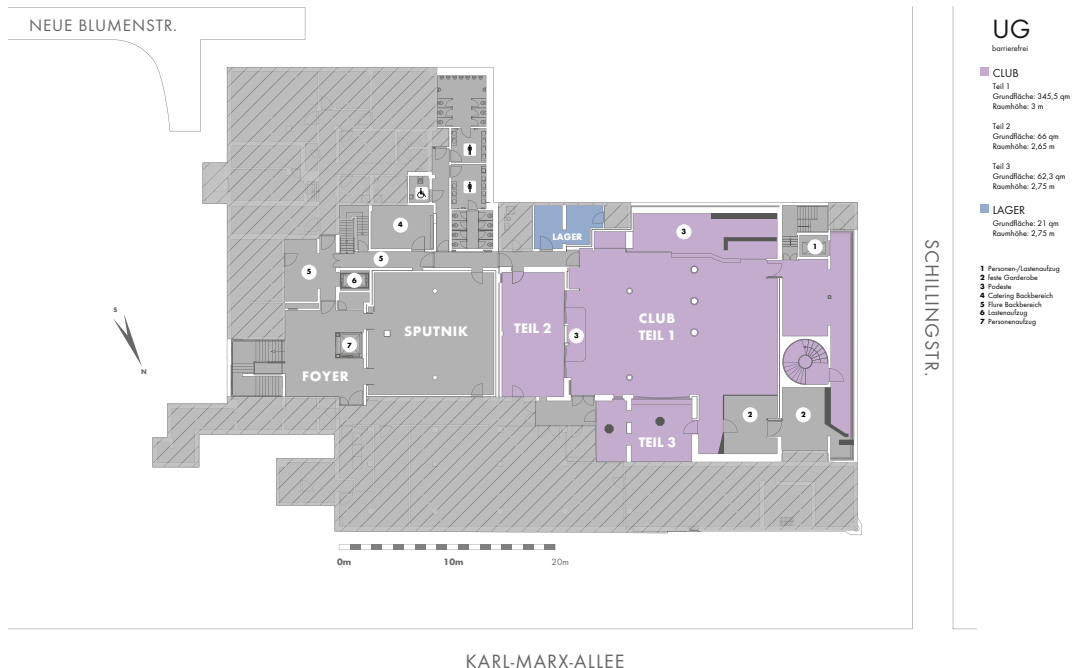 NEUE BLUMENSTR.
UG
barrierefrei
CLUB
Teil 1
Grundfläche: 345,5 qm
Raumhöhe: 3 m
Teil 2
Grundfläche: 66 qm
Raumhöhe: 2,65 m
Teil 3
Grundfläche: 62,3 qm
Raumhöhe: 2,75 m
LAGER
Grundfläche: 21 qm
Raumhöhe: 2,75 m
1 Personen-/Lastenaufzug
2 feste Garderobe
3 Podeste
4 Catering Backbereich
5 Flure Backbereich
6 Lastenaufzug
7 Personenaufzug
4
LAGER
3
1
5
5
6
S
N
SPUTNIK
TEIL 2
CLUB
TEIL 1
3
7
FOYER
2
2
TEIL 3
0m
10m
20m
SCHILLINGSTR.
KARL-MARX-ALLEE